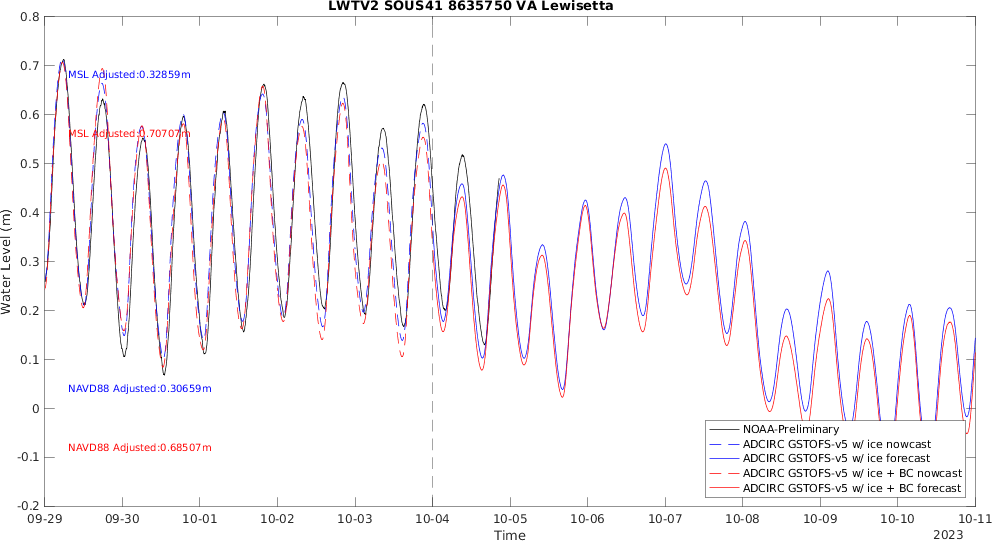 LWTV2 SOUS41 8635750 VA Lewisetta
0.8
0.7
0.6
0.5
0.4
0.3
0.2
0.1
0
-0.1
-0.2
Water Level (m)
MSL Adjusted:0.32859m
MSL Adjusted:0.70707m
NAVD88 Adjusted:0.30659m
NAVD88 Adjusted:0.68507m
NOAA-Preliminary
ADCIRC GSTOFS-v5 w/ ice nowcast
ADCIRC GSTOFS-v5 w/ ice forecast
ADCIRC GSTOFS-v5 w/ ice + BC nowcast
ADCIRC GSTOFS-v5 w/ ice + BC forecast
09-29 09-30 10-01 10-02 10-03 10-04 10-05 10-06 10-07 10-08 10-09 10-10 10-11
Time
2023